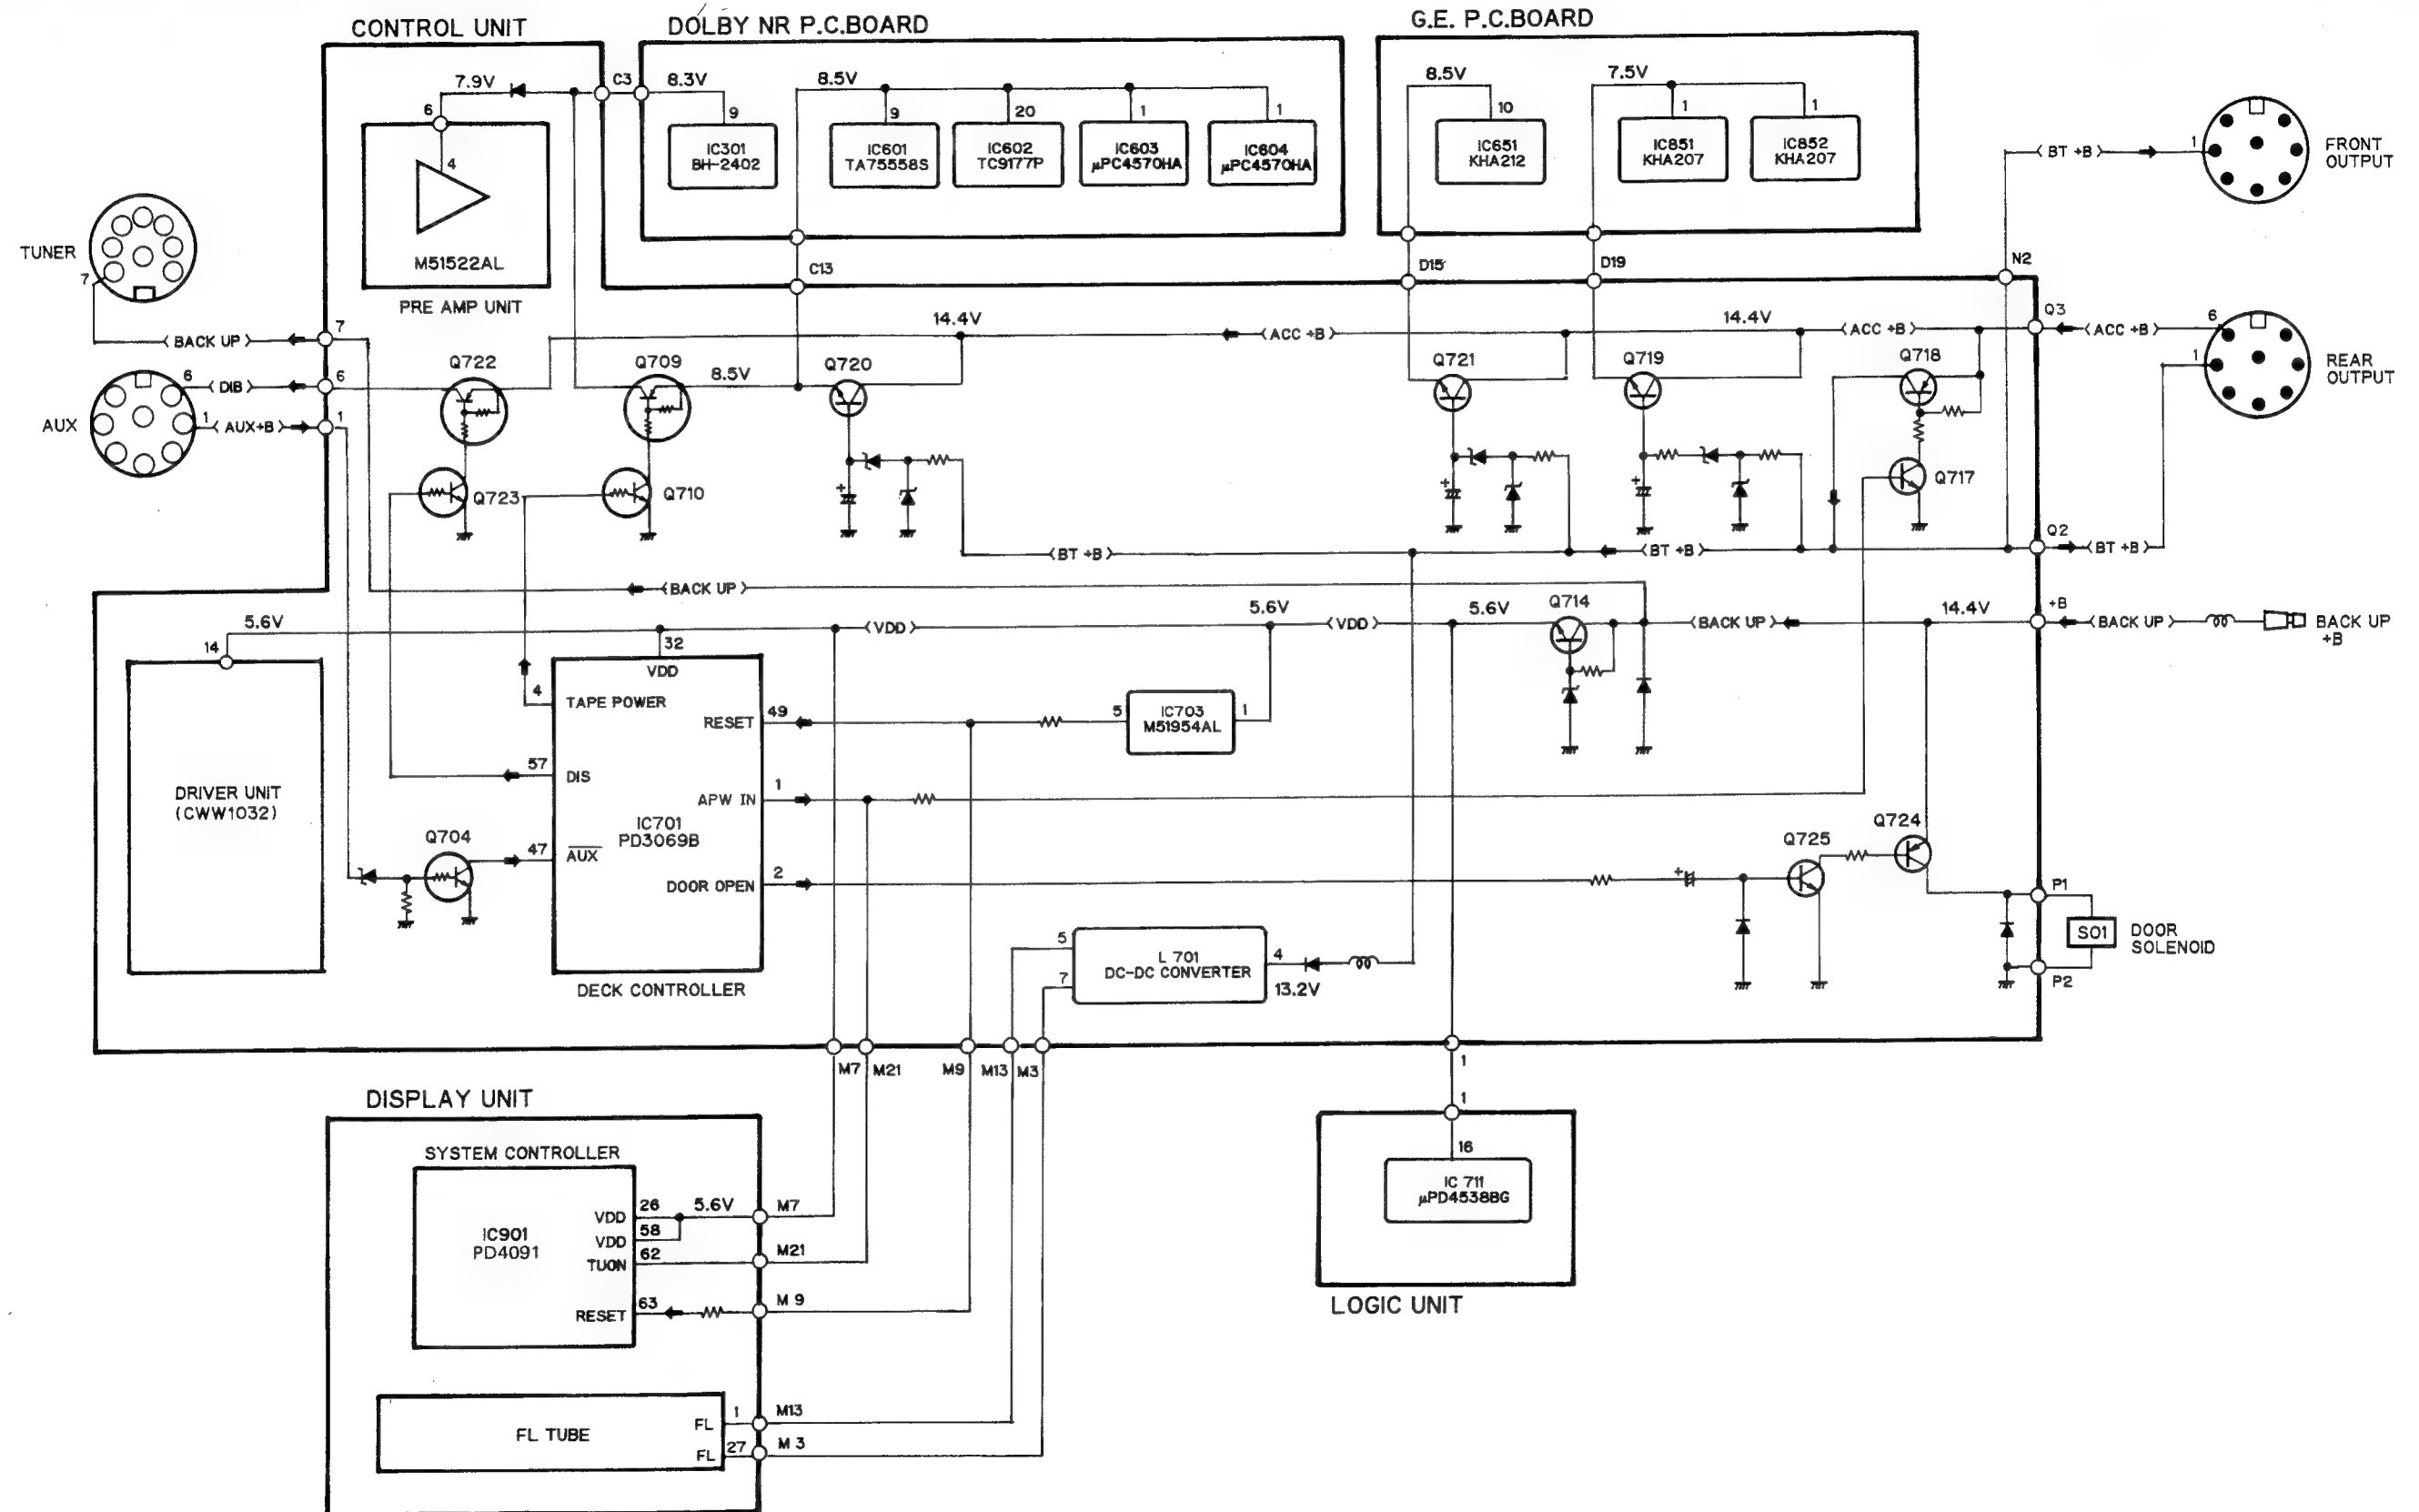 CONTROL UNIT
DOLBY NR P.C.BOARD
G.E. P.C.BOARD
7.9V
C3
8.3V
8.5V
8.5V
7.5V
6
9
9
20
1
1
10
1
1
4
IC301
BH-2402
IC601
TA75558S
IC602
TC9177P
IC603
μPC4570HA
IC604
μPC4570HA
IC651
KHA212
IC851
KHA207
IC852
KHA207
BT +B
1
FRONT
OUTPUT
M51522AL
PRE AMP UNIT
TUNER
7
BACK UP
7
C13
D15
D19
N2
14.4V
ACC +B
14.4V
ACC +B
Q3
ACC +B
6
1
REAR
OUTPUT
AUX
6
DIB
6
1
AUX+B
1
Q722
Q709
8.5V
Q720
Q721
Q719
Q718
Q723
Q710
Q717
BT +B
BT +B
Q2
BT +B
BACK UP
5.6V
VDD
5.6V
VDD
5.6V
Q714
BACK UP
14.4V
+B
BACK UP
BACK UP
+B
14
32
VDD
4
TAPE POWER
RESET
49
5
IC703
M51954AL
1
57
DIS
APW IN
1
DRIVER UNIT
(CWW1032)
IC701
PD3069B
Q704
47
AUX
DOOR OPEN
2
Q725
Q724
P1
SO1
DOOR
SOLENOID
P2
DECK CONTROLLER
5
7
L 701
DC-DC CONVERTER
4
13.2V
M7
M21
M9
M13
M3
1
DISPLAY UNIT
1
SYSTEM CONTROLLER
16
IC 711
μPD4538BG
LOGIC UNIT
IC901
PD4091
VDD
26
5.6V
M7
VDD
58
TUON
62
M21
RESET
63
M 9
FL TUBE
FL
1
M13
FL
27
M 3